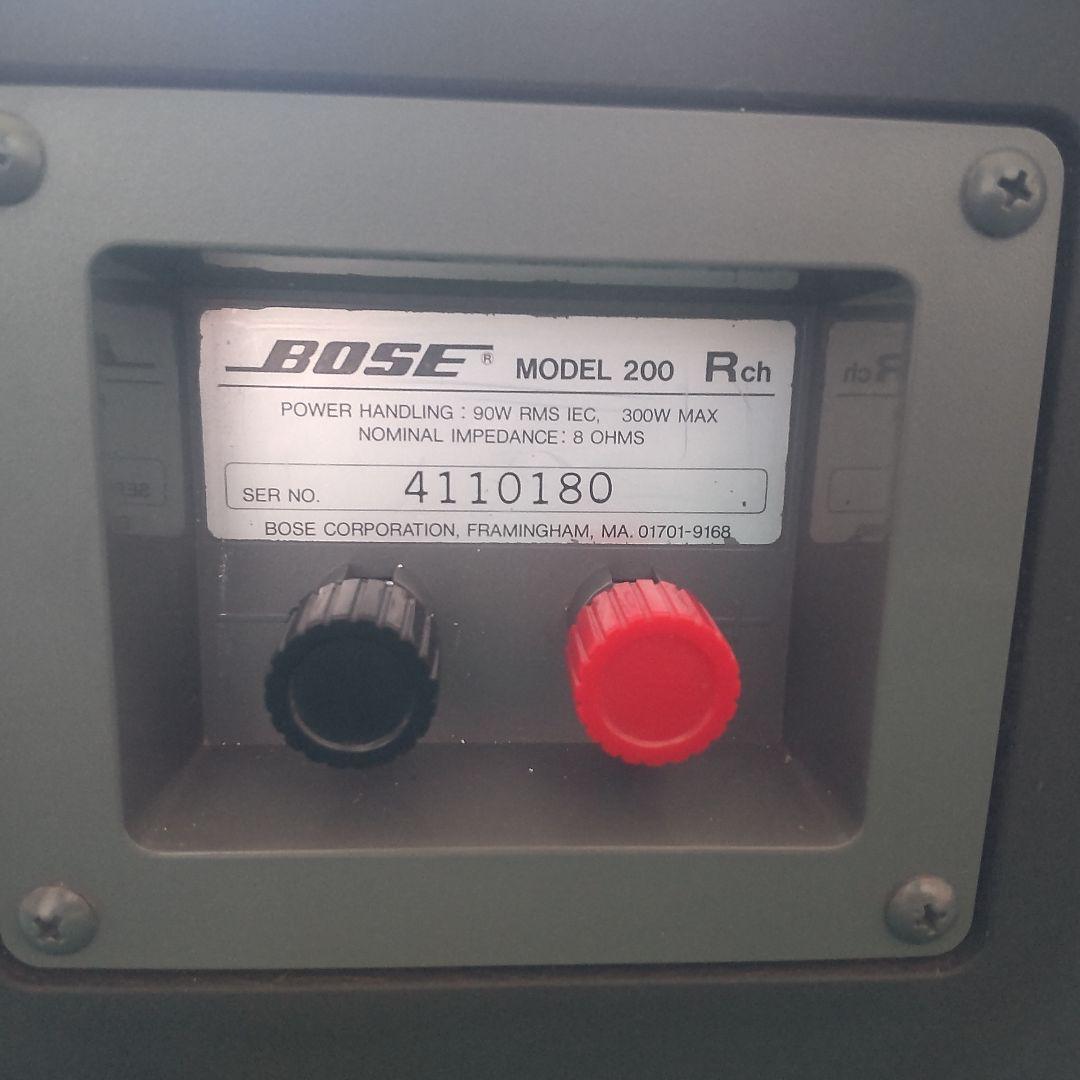 BOSE® MODEL 200 Rch
POWER HANDLING : 90W RMS IEC, 300W MAX
NOMINAL IMPEDANCE: 8 OHMS
SER NO. 4110180
BOSE CORPORATION, FRAMINGHAM, MA. 01701-9168